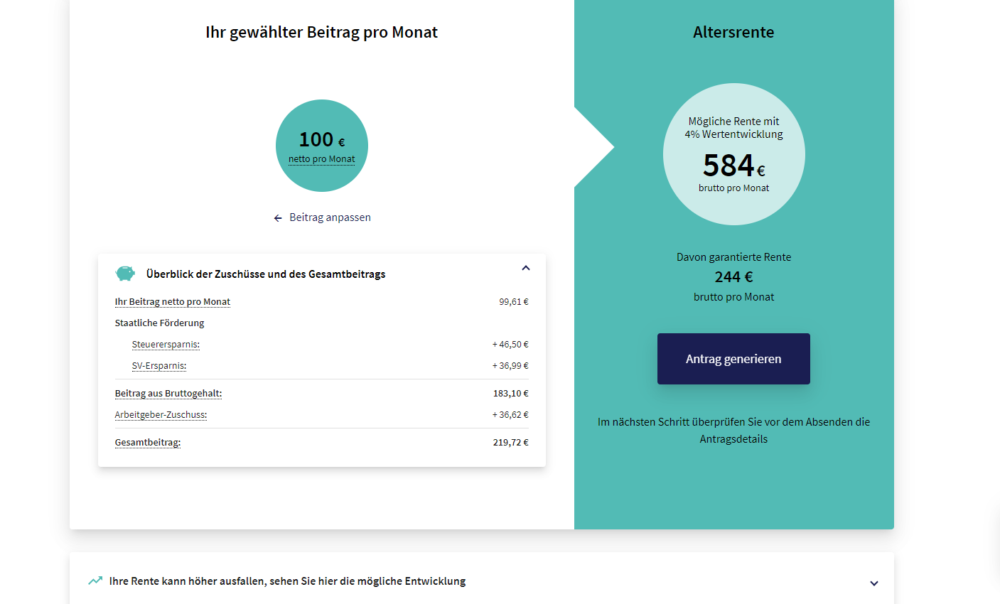 Ihr gewählter Beitrag pro Monat
100 €
netto pro Monat
Beitrag anpassen
Überblick der Zuschüsse und des Gesamtbeitrags
Ihr Beitrag netto pro Monat 99,61 €
Staatliche Förderung
Steuerersparnis: + 46,50 €
SV-Ersparnis: + 36,99 €
Beitrag aus Bruttogehalt: 183,10 €
Arbeitgeber-Zuschuss: + 36,62 €
Gesamtbeitrag: 219,72 €
Altersrente
Mögliche Rente mit
4% Wertentwicklung
584 €
brutto pro Monat
Davon garantierte Rente
244 €
brutto pro Monat
Antrag generieren
Im nächsten Schritt überprüfen Sie vor dem Absenden die
Antragsdetails
Ihre Rente kann höher ausfallen, sehen Sie hier die mögliche Entwicklung